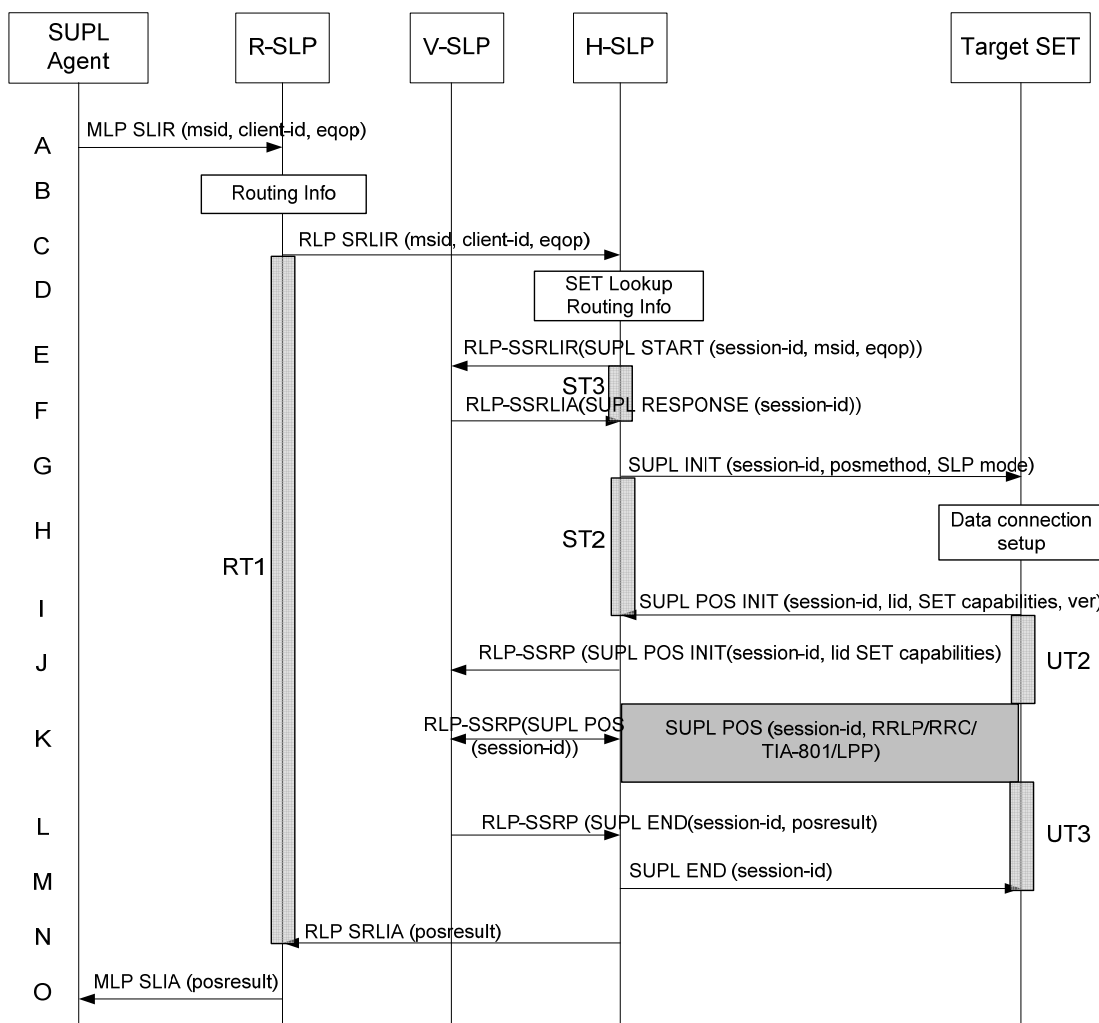 SUPL
Agent
R-SLP
V-SLP
H-SLP
Target SET
A
MLP SLIR (msid, client-id, eqop)
B
Routing Info
C
RLP SRLIR (msid, client-id, eqop)
D
SET Lookup
Routing Info
E
RLP-SSRLIR(SUPL START (session-id, msid, eqop))
ST3
F
RLP-SSRLIA(SUPL RESPONSE (session-id))
G
SUPL INIT (session-id, posmethod, SLP mode)
H
Data connection
setup
ST2
RT1
I
SUPL POS INIT (session-id, lid, SET capabilities, ver)
J
RLP-SSRP (SUPL POS INIT(session-id, lid SET capabilities)
UT2
K
RLP-SSRP(SUPL POS
(session-id))
SUPL POS (session-id, RRLP/RRC/
TIA-801/LPP)
L
RLP-SSRP (SUPL END(session-id, posresult)
UT3
M
SUPL END (session-id)
N
RLP SRLIA (posresult)
O
MLP SLIA (posresult)